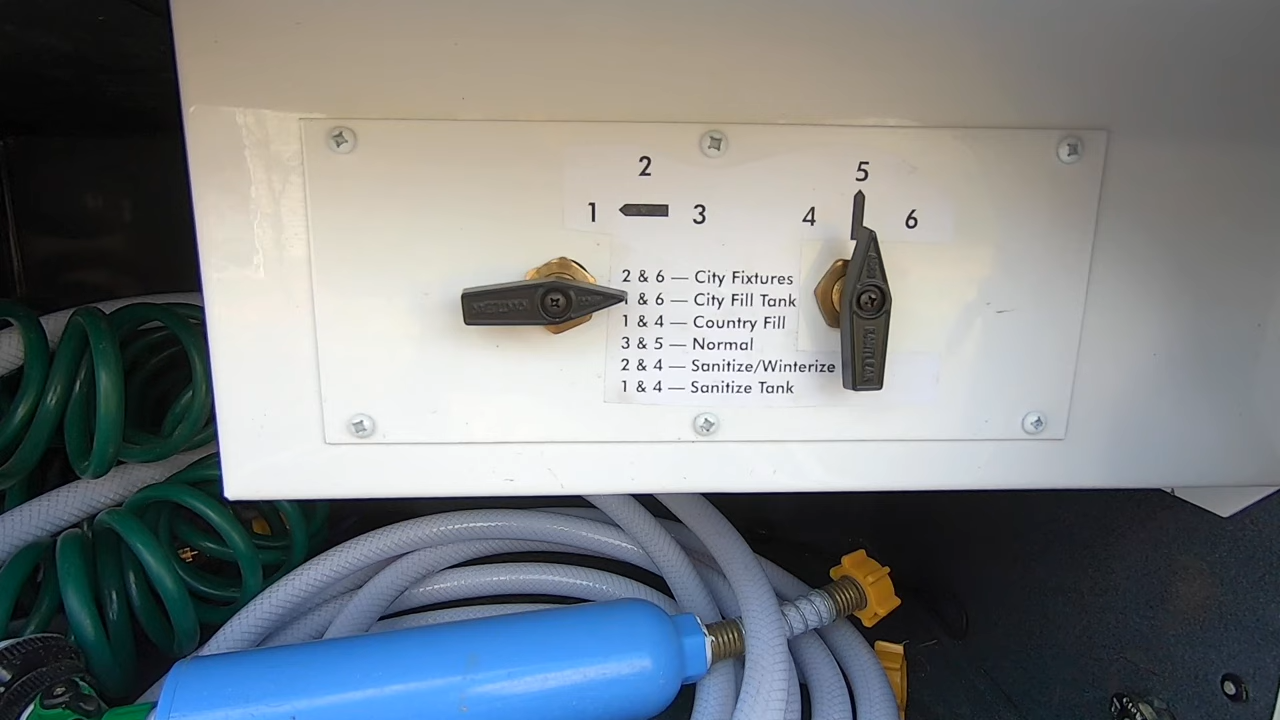 2
5
1
3
4
6
2 & 6 — City Fixtures
& 6 — City Fill Tank
1 & 4 — Country Fill
3 & 5 — Normal
2 & 4 — Sanitize/Winterize
1 & 4 — Sanitize Tank